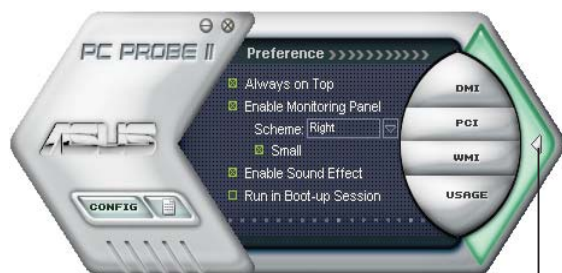 PC PROBE II
ASUS
CONFIG
Preference
Always on Top
Enable Monitoring Panel
Scheme: Right
Small
Enable Sound Effect
Run in Boot-up Session
DMI
PCI
WMI
USAGE